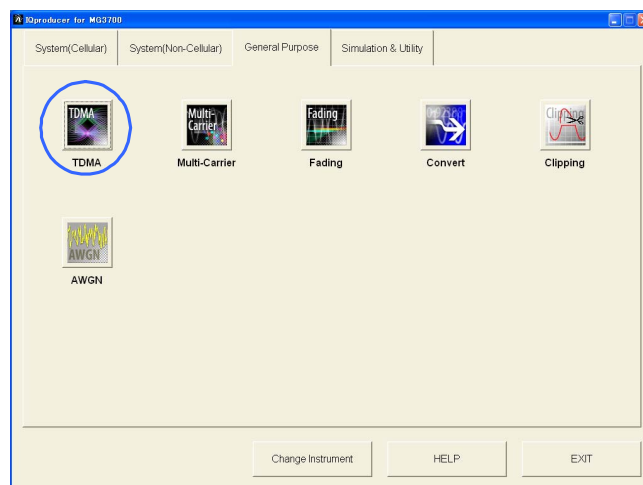 IQproducer for MG3700
System(Cellular) System(Non-Cellular) General Purpose Simulation & Utility
TDMA Multi-Carrier Fading Clipping
TDMA Multi-Carrier Fading Convert Clipping
AWGN
AWGN
Change Instrument HELP EXIT